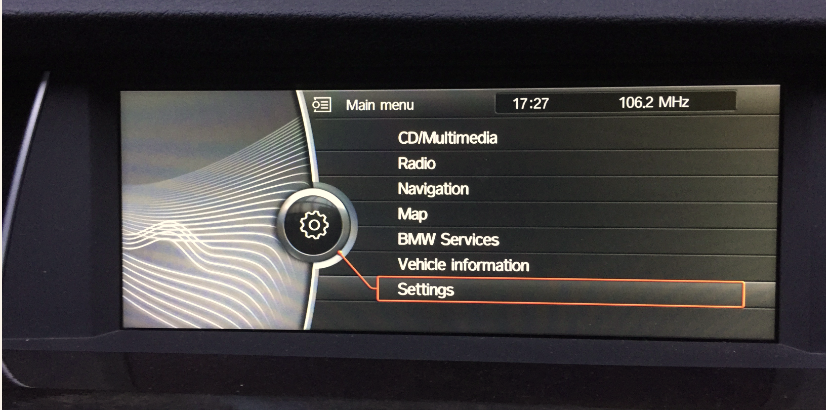 Main menu 17:27 106.2 MHz
CD/Multimedia
Radio
Navigation
Map
BMW Services
Vehicle information
Settings